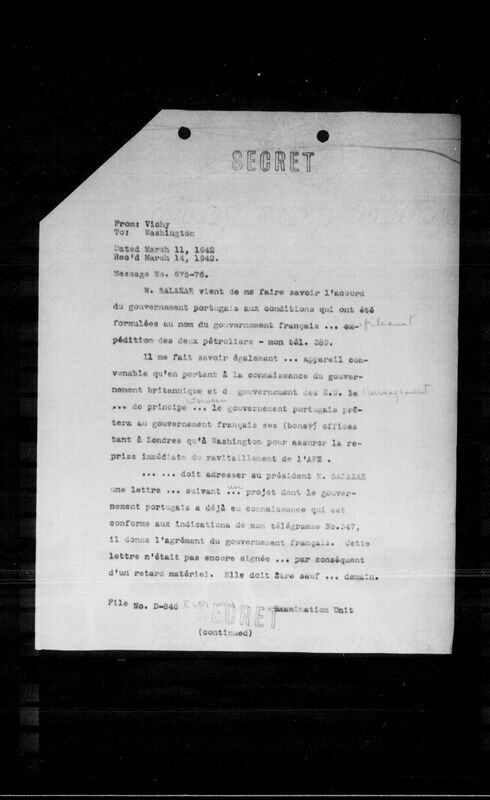 SECRET
From: Vichy
To: Washington
Dated March 11, 1942
Rec'd March 14, 1942.
Message No. 675-76.
M. SALAZAR vient de me faire savoir l'accord
du gouvernement portugais aux conditions qui ont été
formulées au nom du gouvernement français ... ex-
pédition des deux pétroliers - mon tél. 389.
Il me fait savoir également ... appareil con-
venable qu'en portant à la connaissance du gouver-
nement britannique et d gouvernement des E.U. le l'arrangement
... de principe ... le gouvernement portugais prê-
tera au gouvernement français ses (bons?) offices
tant à Londres qu'à Washington pour assurer la re-
prise immédiate du ravitaillement de l'AFN .
... ... doit adresser au président M. SALAZAR
un
une lettre ... suivant ... projet dont le gouver-
nement portugais a déjà eu connaissance qui est
conforme aux indications de mon télégramme No.347,
il donne l'agrément du gouvernement français. Cette
lettre n'était pas encore signée ... par conséquent
d'un retard matériel. Elle doit être sauf ... demain.
File No. D-848
SECRET
Examination Unit
(continued)